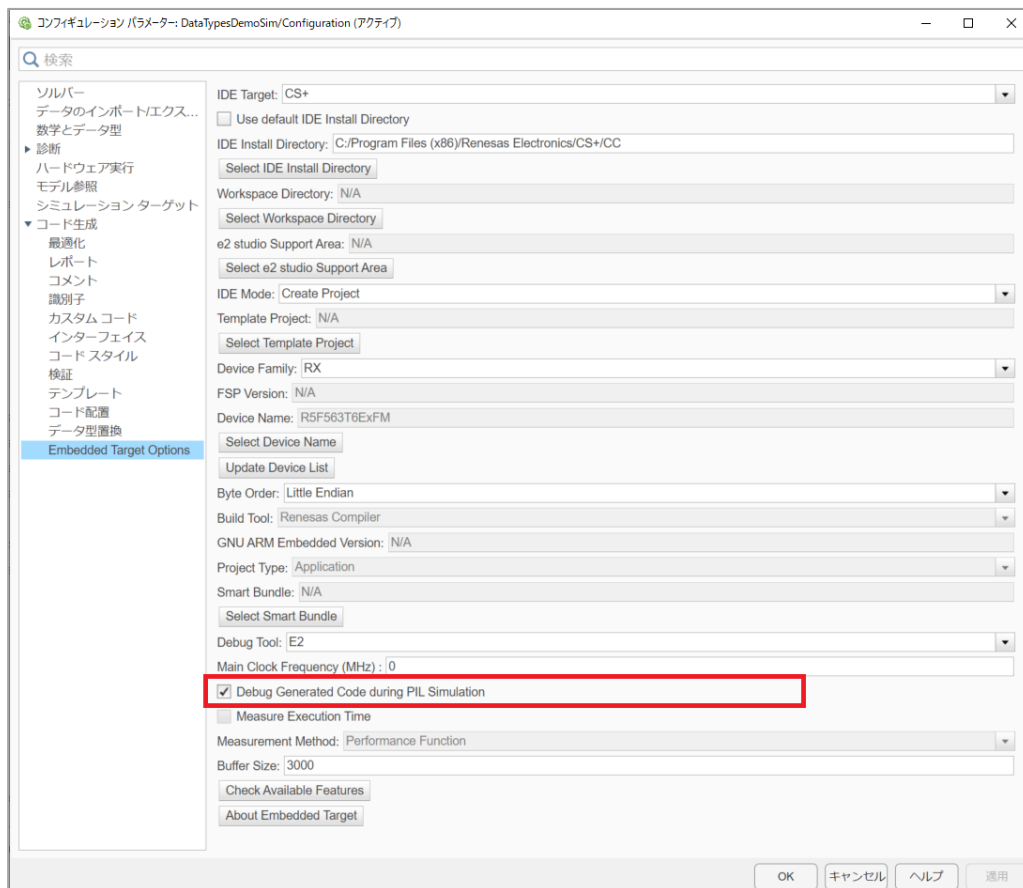 コンフィギュレーション パラメーター: DataTypesDemoSim/Configuration (アクティブ)
検索
ソルバー
データのインポート/エクス...
数学とデータ型
診断
ハードウェア実行
モデル参照
シミュレーション ターゲット
コード生成
最適化
レポート
コメント
識別子
カスタム コード
インターフェイス
コード スタイル
検証
テンプレート
コード配置
データ型置換
Embedded Target Options
IDE Target: CS+
Use default IDE Install Directory
IDE Install Directory: C:/Program Files (x86)/Renesas Electronics/CS+/CC
Select IDE Install Directory
Workspace Directory: N/A
Select Workspace Directory
e2 studio Support Area: N/A
Select e2 studio Support Area
IDE Mode: Create Project
Template Project: N/A
Select Template Project
Device Family: RX
FSP Version: N/A
Device Name: R5F563T6ExFM
Select Device Name
Update Device List
Byte Order: Little Endian
Build Tool: Renesas Compiler
GNU ARM Embedded Version: N/A
Project Type: Application
Smart Bundle: N/A
Select Smart Bundle
Debug Tool: E2
Main Clock Frequency (MHz) : 0
Debug Generated Code during PIL Simulation
Measure Execution Time
Measurement Method: Performance Function
Buffer Size: 3000
Check Available Features
About Embedded Target
OK キャンセル ヘルプ 適用